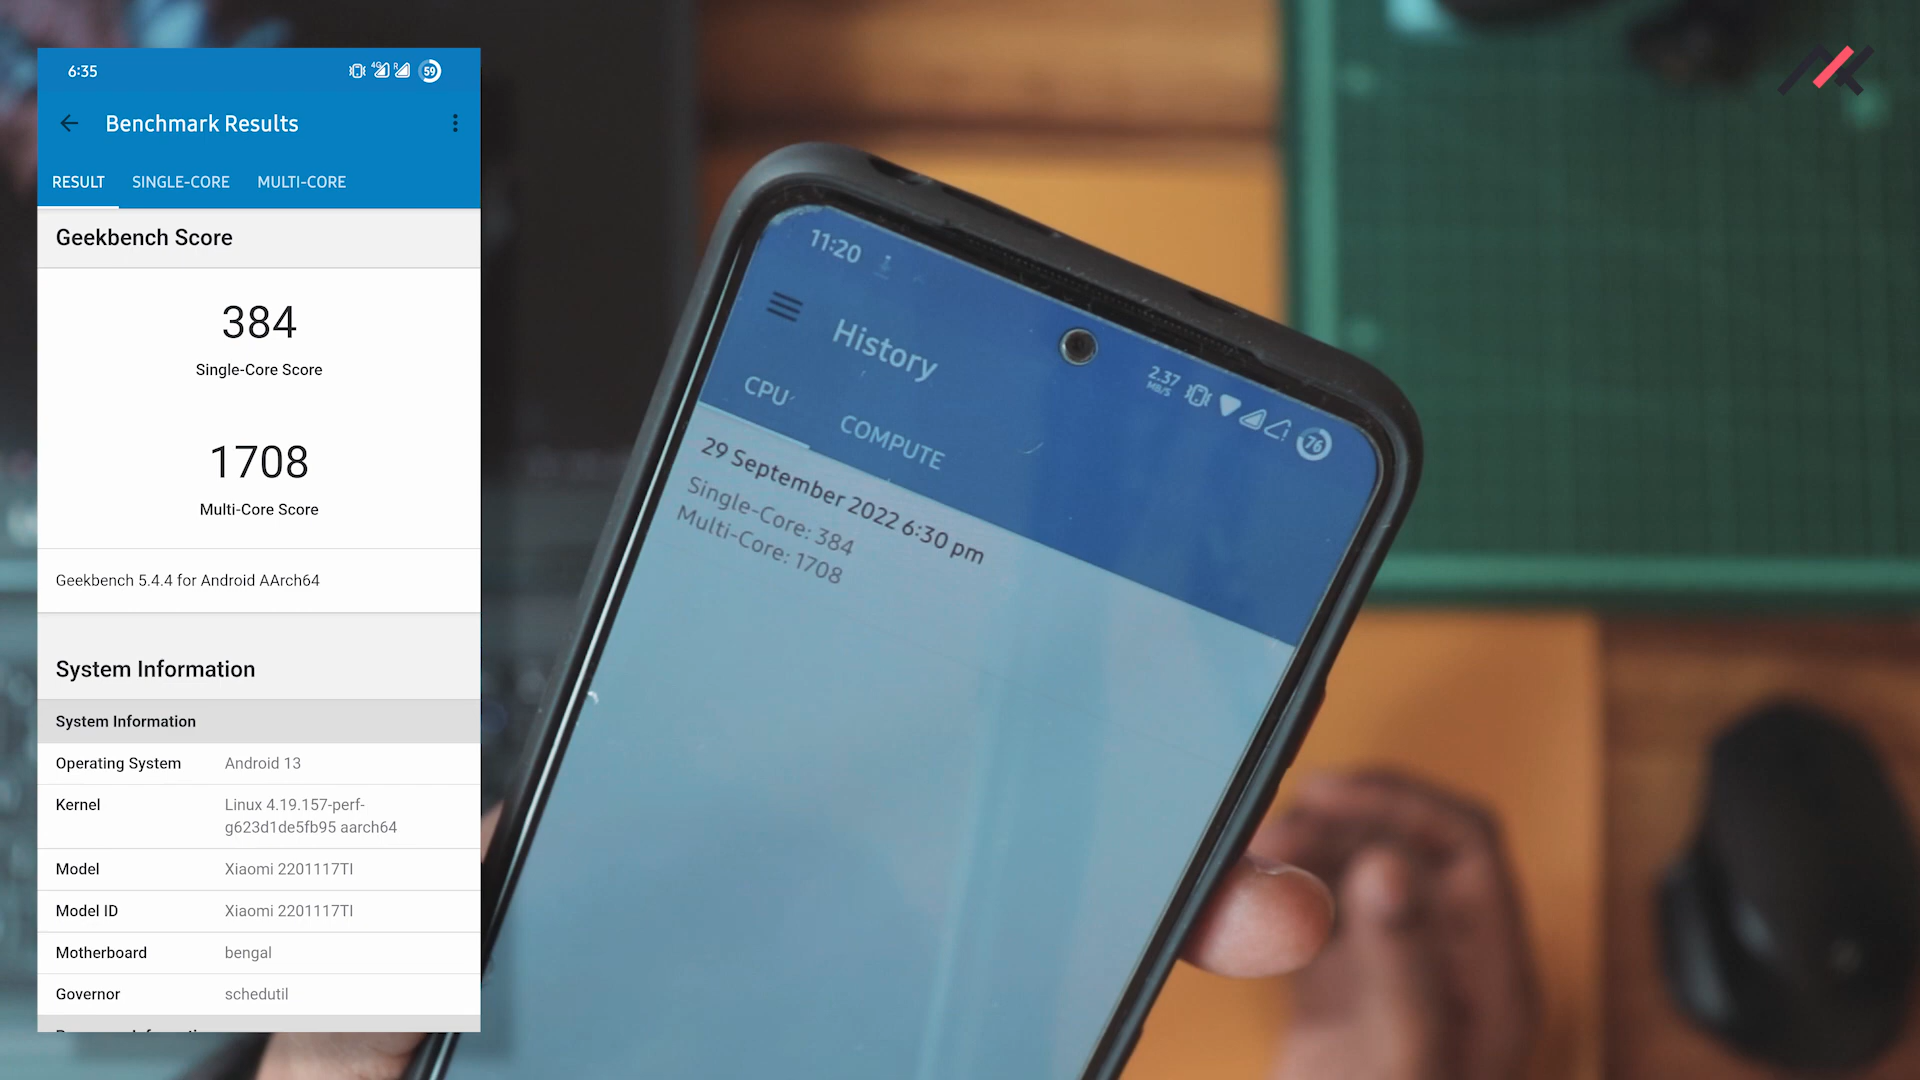 6:35
4G
R
59
Benchmark Results
RESULT SINGLE-CORE MULTI-CORE
Geekbench Score
384
Single-Core Score
1708
Multi-Core Score
Geekbench 5.4.4 for Android AArch64
System Information
System Information
Operating System Android 13
Kernel Linux 4.19.157-perf-
g623d1de5fb95 aarch64
Model Xiaomi 2201117TI
Model ID Xiaomi 2201117TI
Motherboard bengal
Governor schedutil
11:20
2.37
MB/S
76
History
CPU COMPUTE
29 September 2022 6:30 pm
Single-Core: 384
Multi-Core: 1708